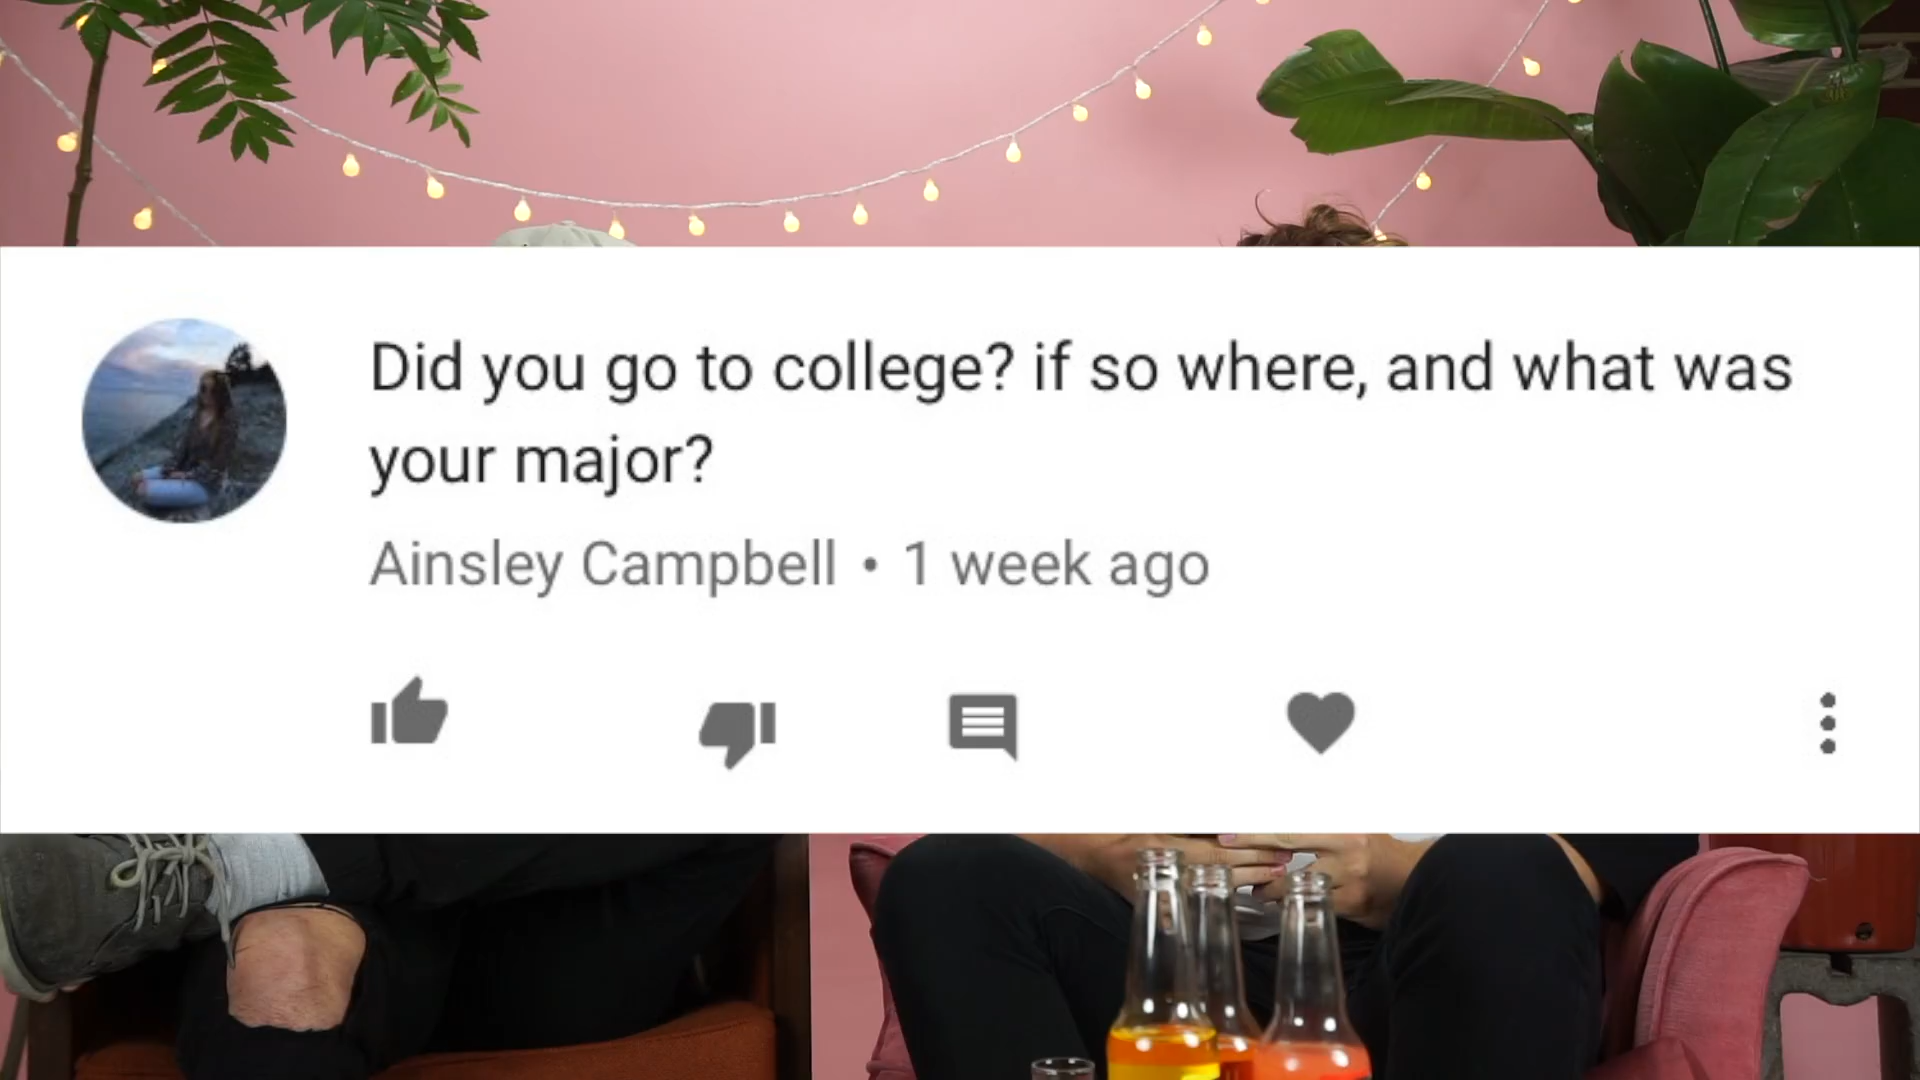 Did you go to college? if so where, and what was
your major?
Ainsley Campbell • 1 week ago